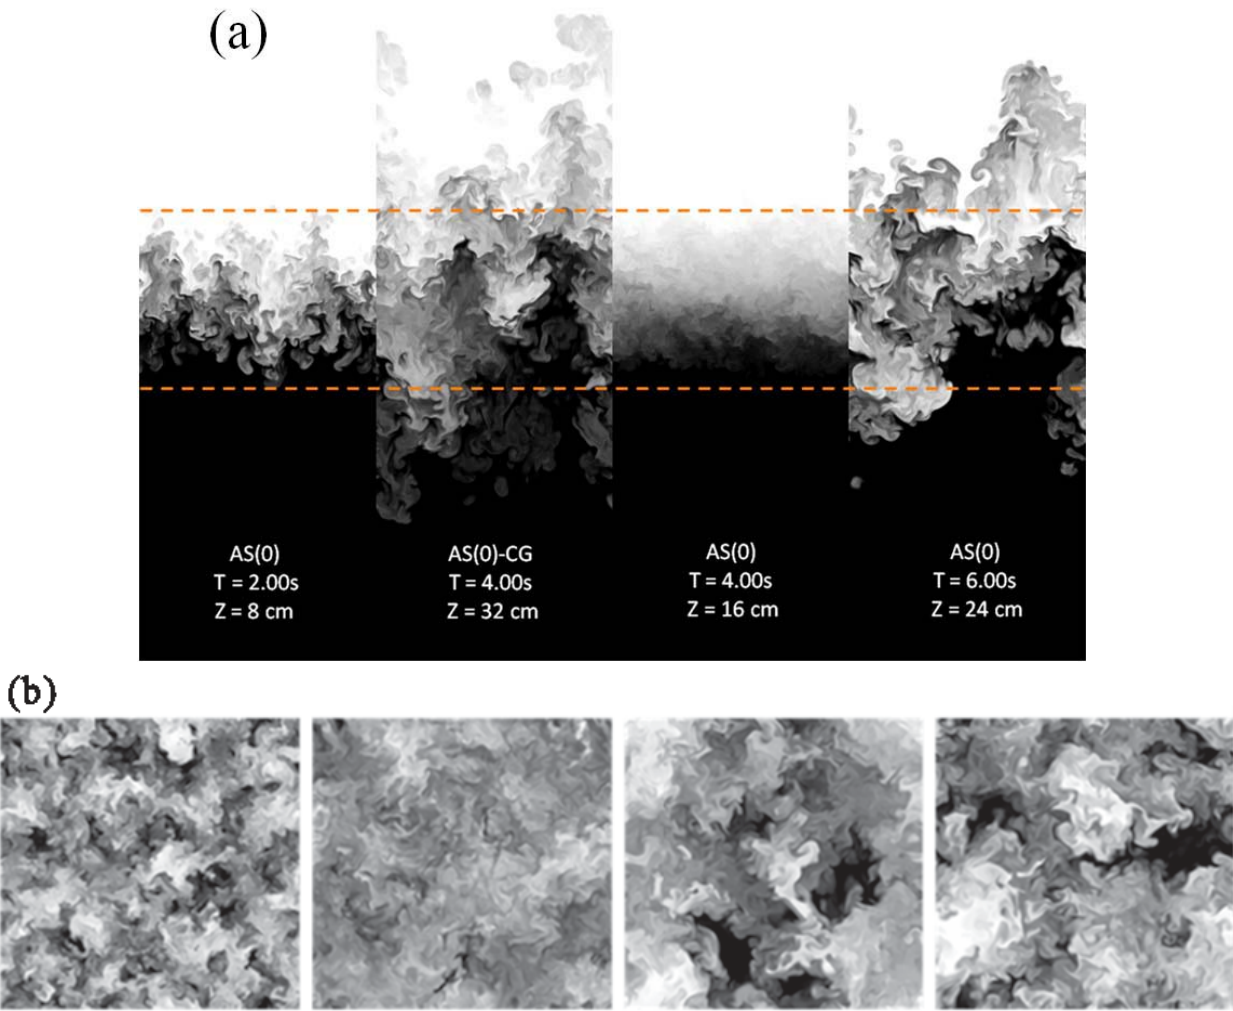 (a)
AS(0)
T = 2.00s
Z = 8 cm
AS(0)-CG
T = 4.00s
Z = 32 cm
AS(0)
T = 4.00s
Z = 16 cm
AS(0)
T = 6.00s
Z = 24 cm
(b)